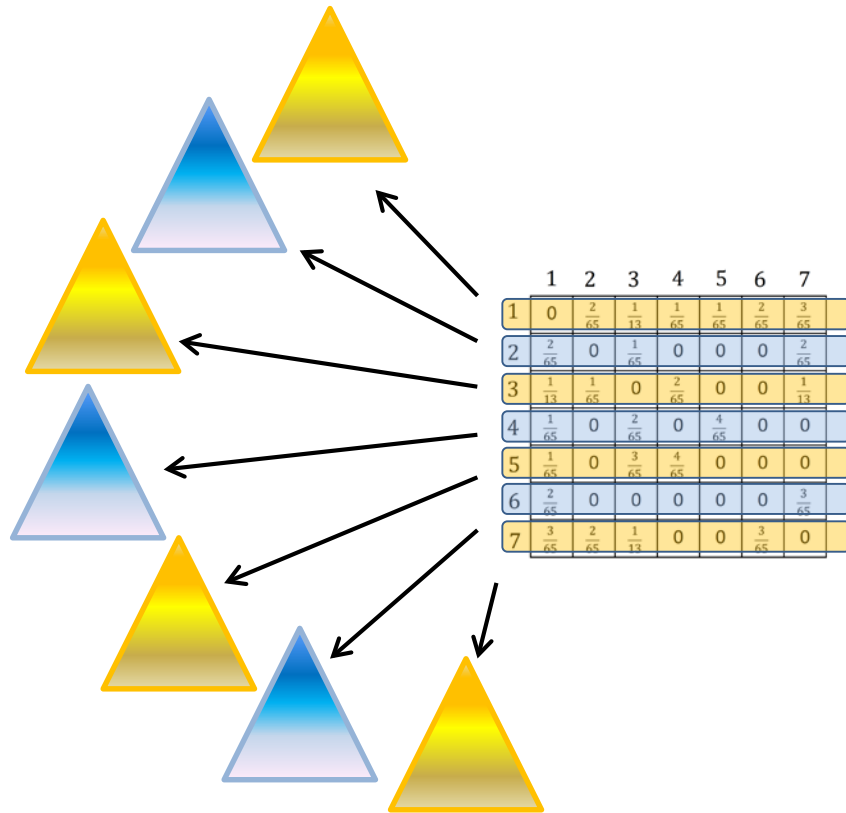 1 2 3 4 5 6 7
1 0 2/65 1/13 1/65 1/65 2/65 3/65
2 2/65 0 1/65 0 0 0 2/65
3 1/13 1/65 0 2/65 0 0 1/13
4 1/65 0 2/65 0 4/65 0 0
5 1/65 0 3/65 4/65 0 0 0
6 2/65 0 0 0 0 0 3/65
7 3/65 2/65 1/13 0 0 3/65 0